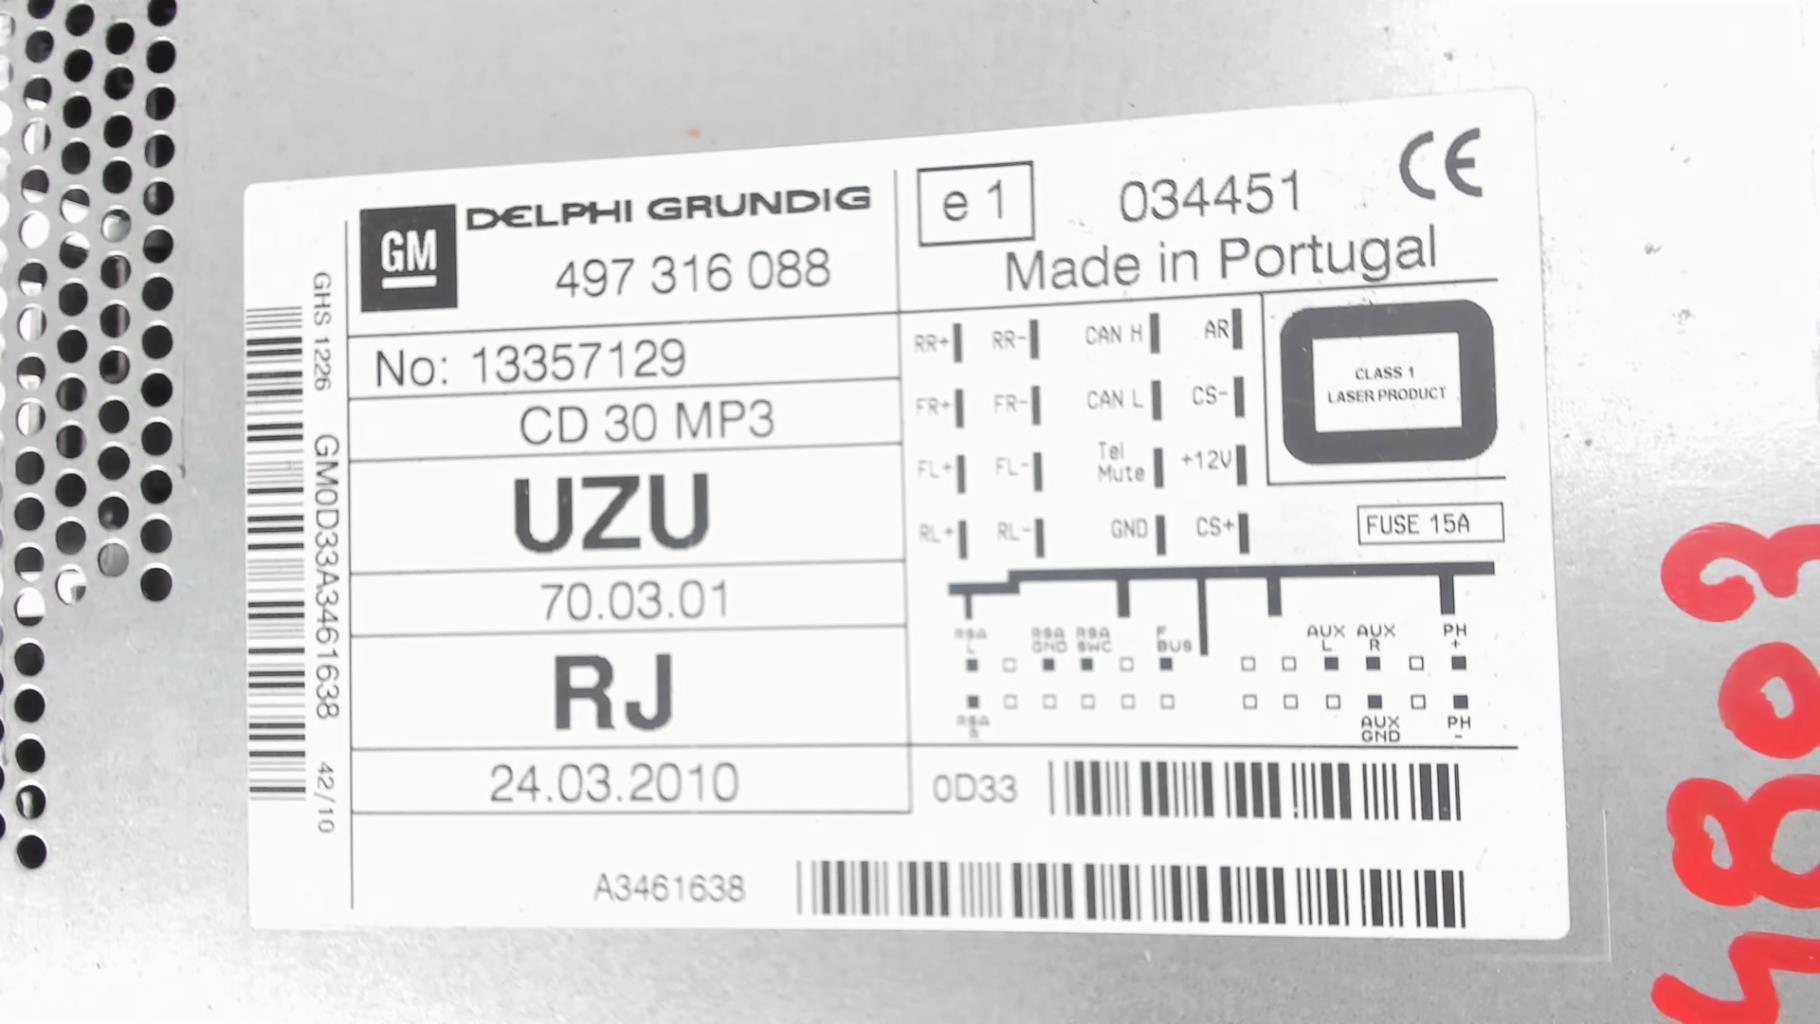 GHS 1226 GM0D33A3461638 42/10
GM
DELPHI GRUNDIG
497 316 088
No: 13357129
CD 30 MP3
UZU
70.03.01
RJ
24.03.2010
e 1
034451
CE
Made in Portugal
RR+ RR- CAN H AR
FR+ FR- CAN L CS-
FL+ FL- Tel Mute +12V
RL+ RL- GND CS+
CLASS 1
LASER PRODUCT
FUSE 15A
RSA L RSA GND RSA SWC F BUS AUX L AUX R PH +
RSA R AUX GND PH -
0D33
A3461638
4803